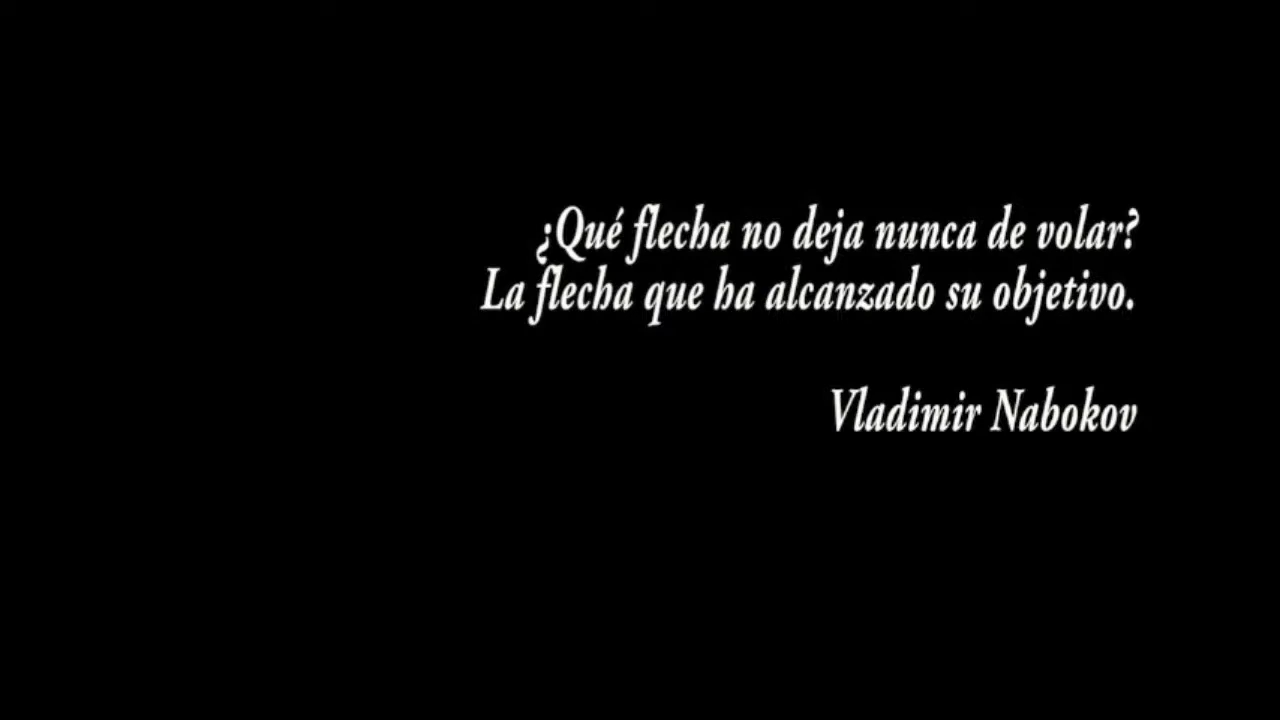 ¿Qué flecha no deja nunca de volar?
La flecha que ha alcanzado su objetivo.
Vladimir Nabokov